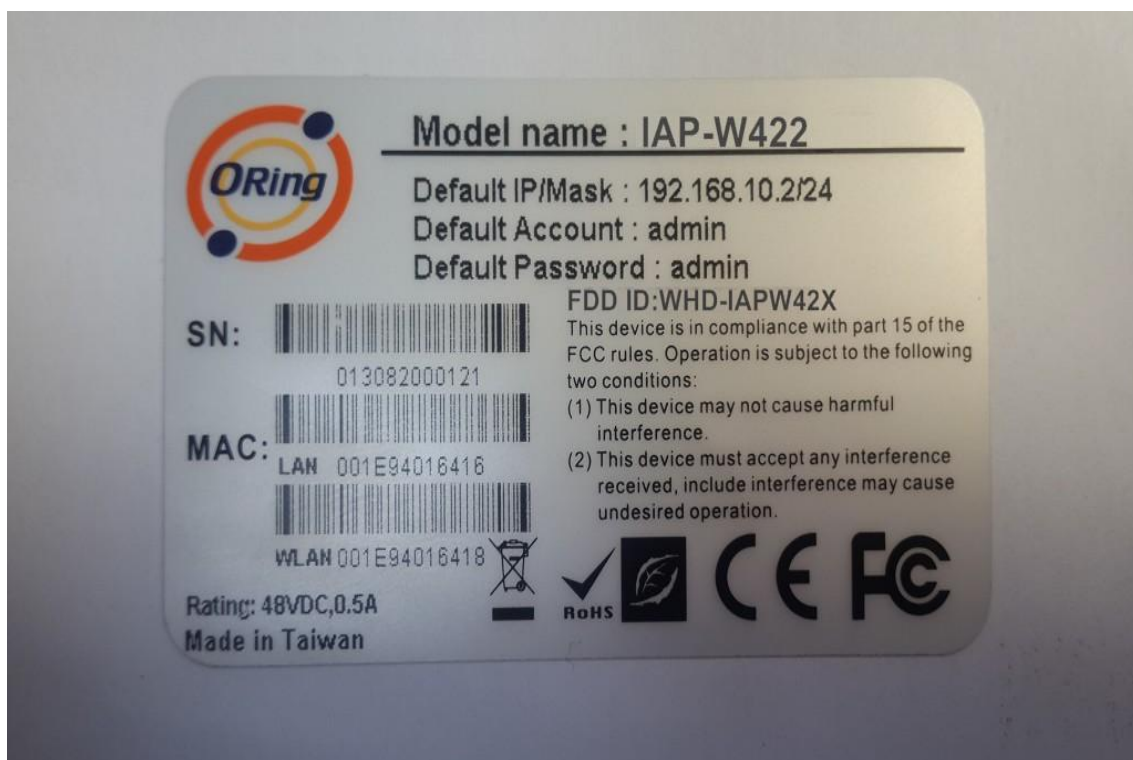 ORing
Model name : IAP-W422
Default IP/Mask : 192.168.10.2/24
Default Account : admin
Default Password : admin
FDD ID:WHD-IAPW42X
This device is in compliance with part 15 of the
FCC rules. Operation is subject to the following
two conditions:
(1) This device may not cause harmful
interference.
(2) This device must accept any interference
received, include interference may cause
undesired operation.
SN:
013082000121
MAC:
LAN 001E94016416
WLAN 001E94016418
Rating: 48VDC,0.5A
Made in Taiwan
RoHS
CE
FC